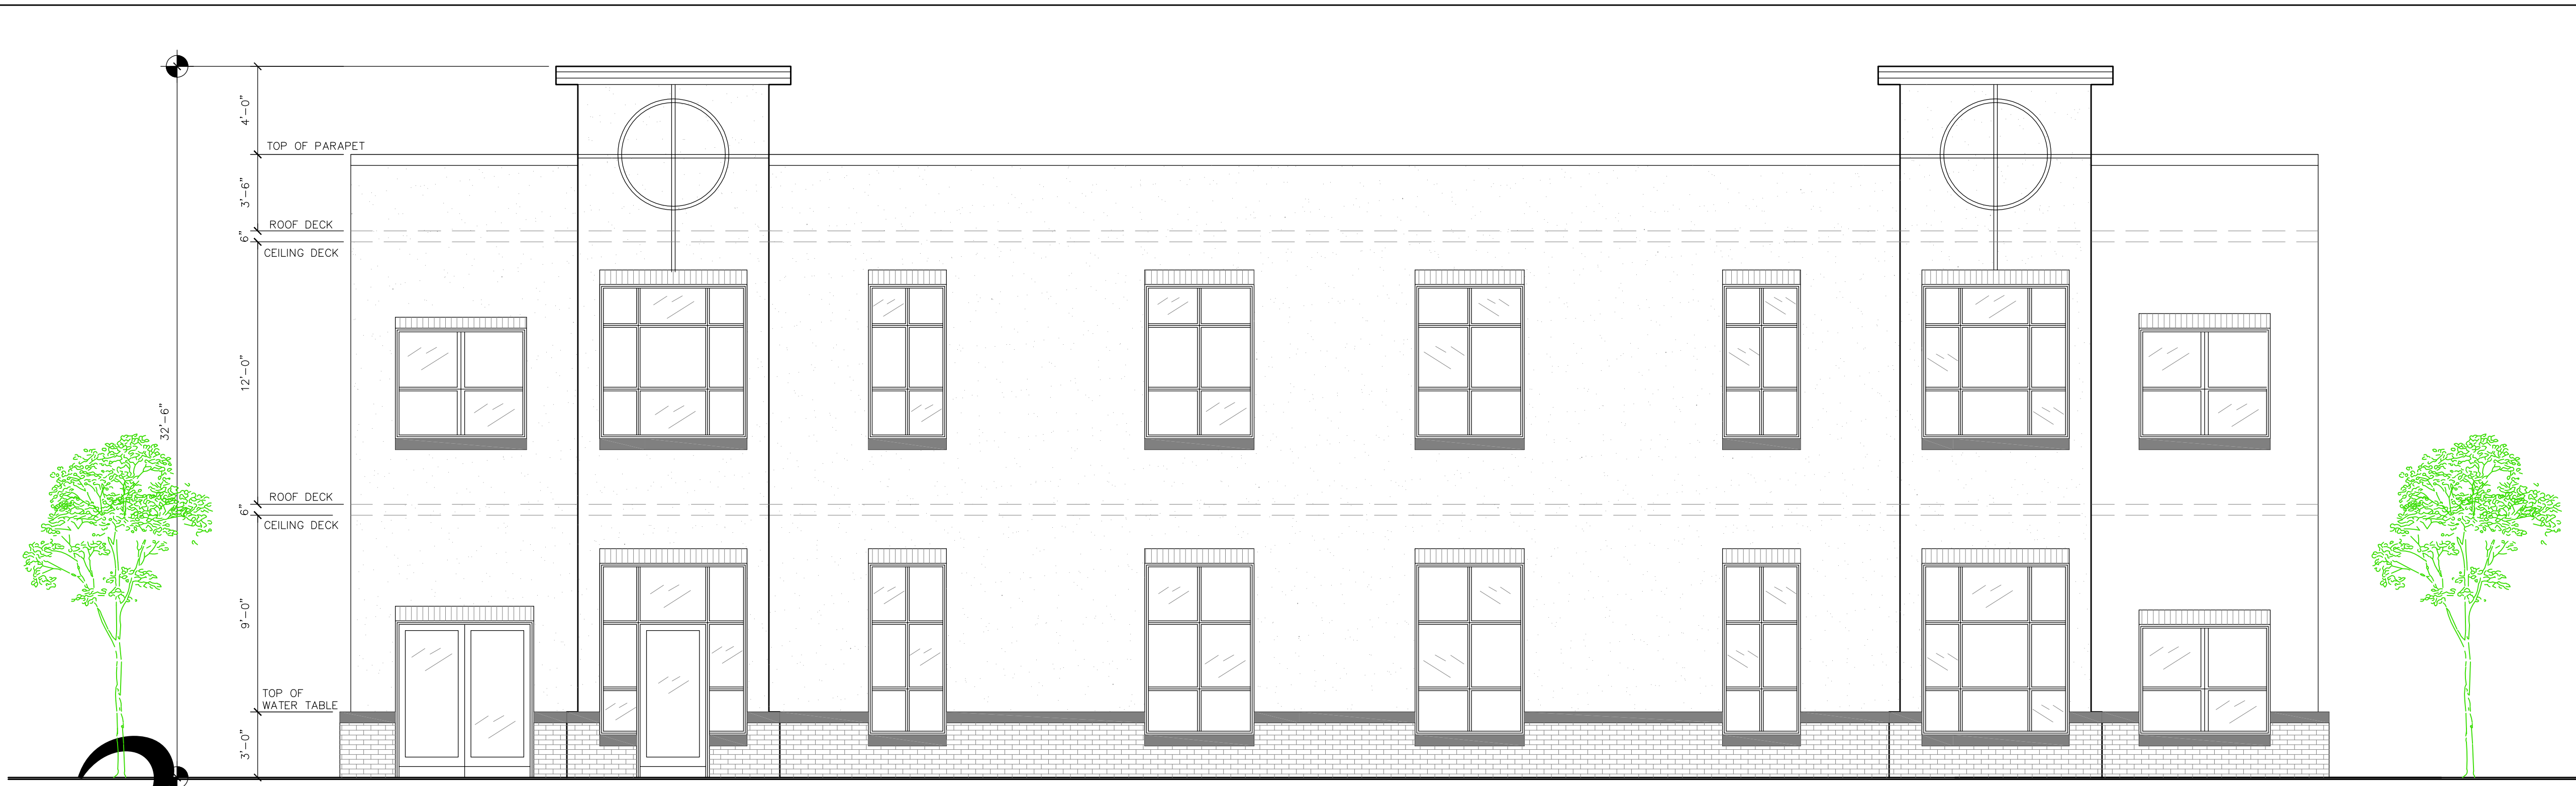 4'-0"
TOP OF PARAPET
3'-6"
ROOF DECK
6"
CEILING DECK
12'-0"
32'-6"
ROOF DECK
6"
CEILING DECK
9'-0"
TOP OF
WATER TABLE
3'-0"